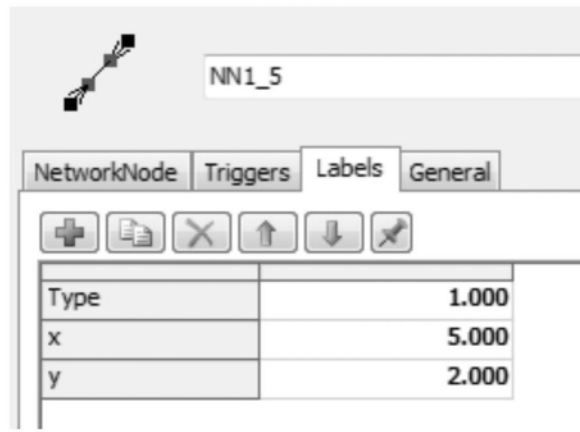 NN1_5
NetworkNode Triggers Labels General
Type 1.000
x 5.000
y 2.000